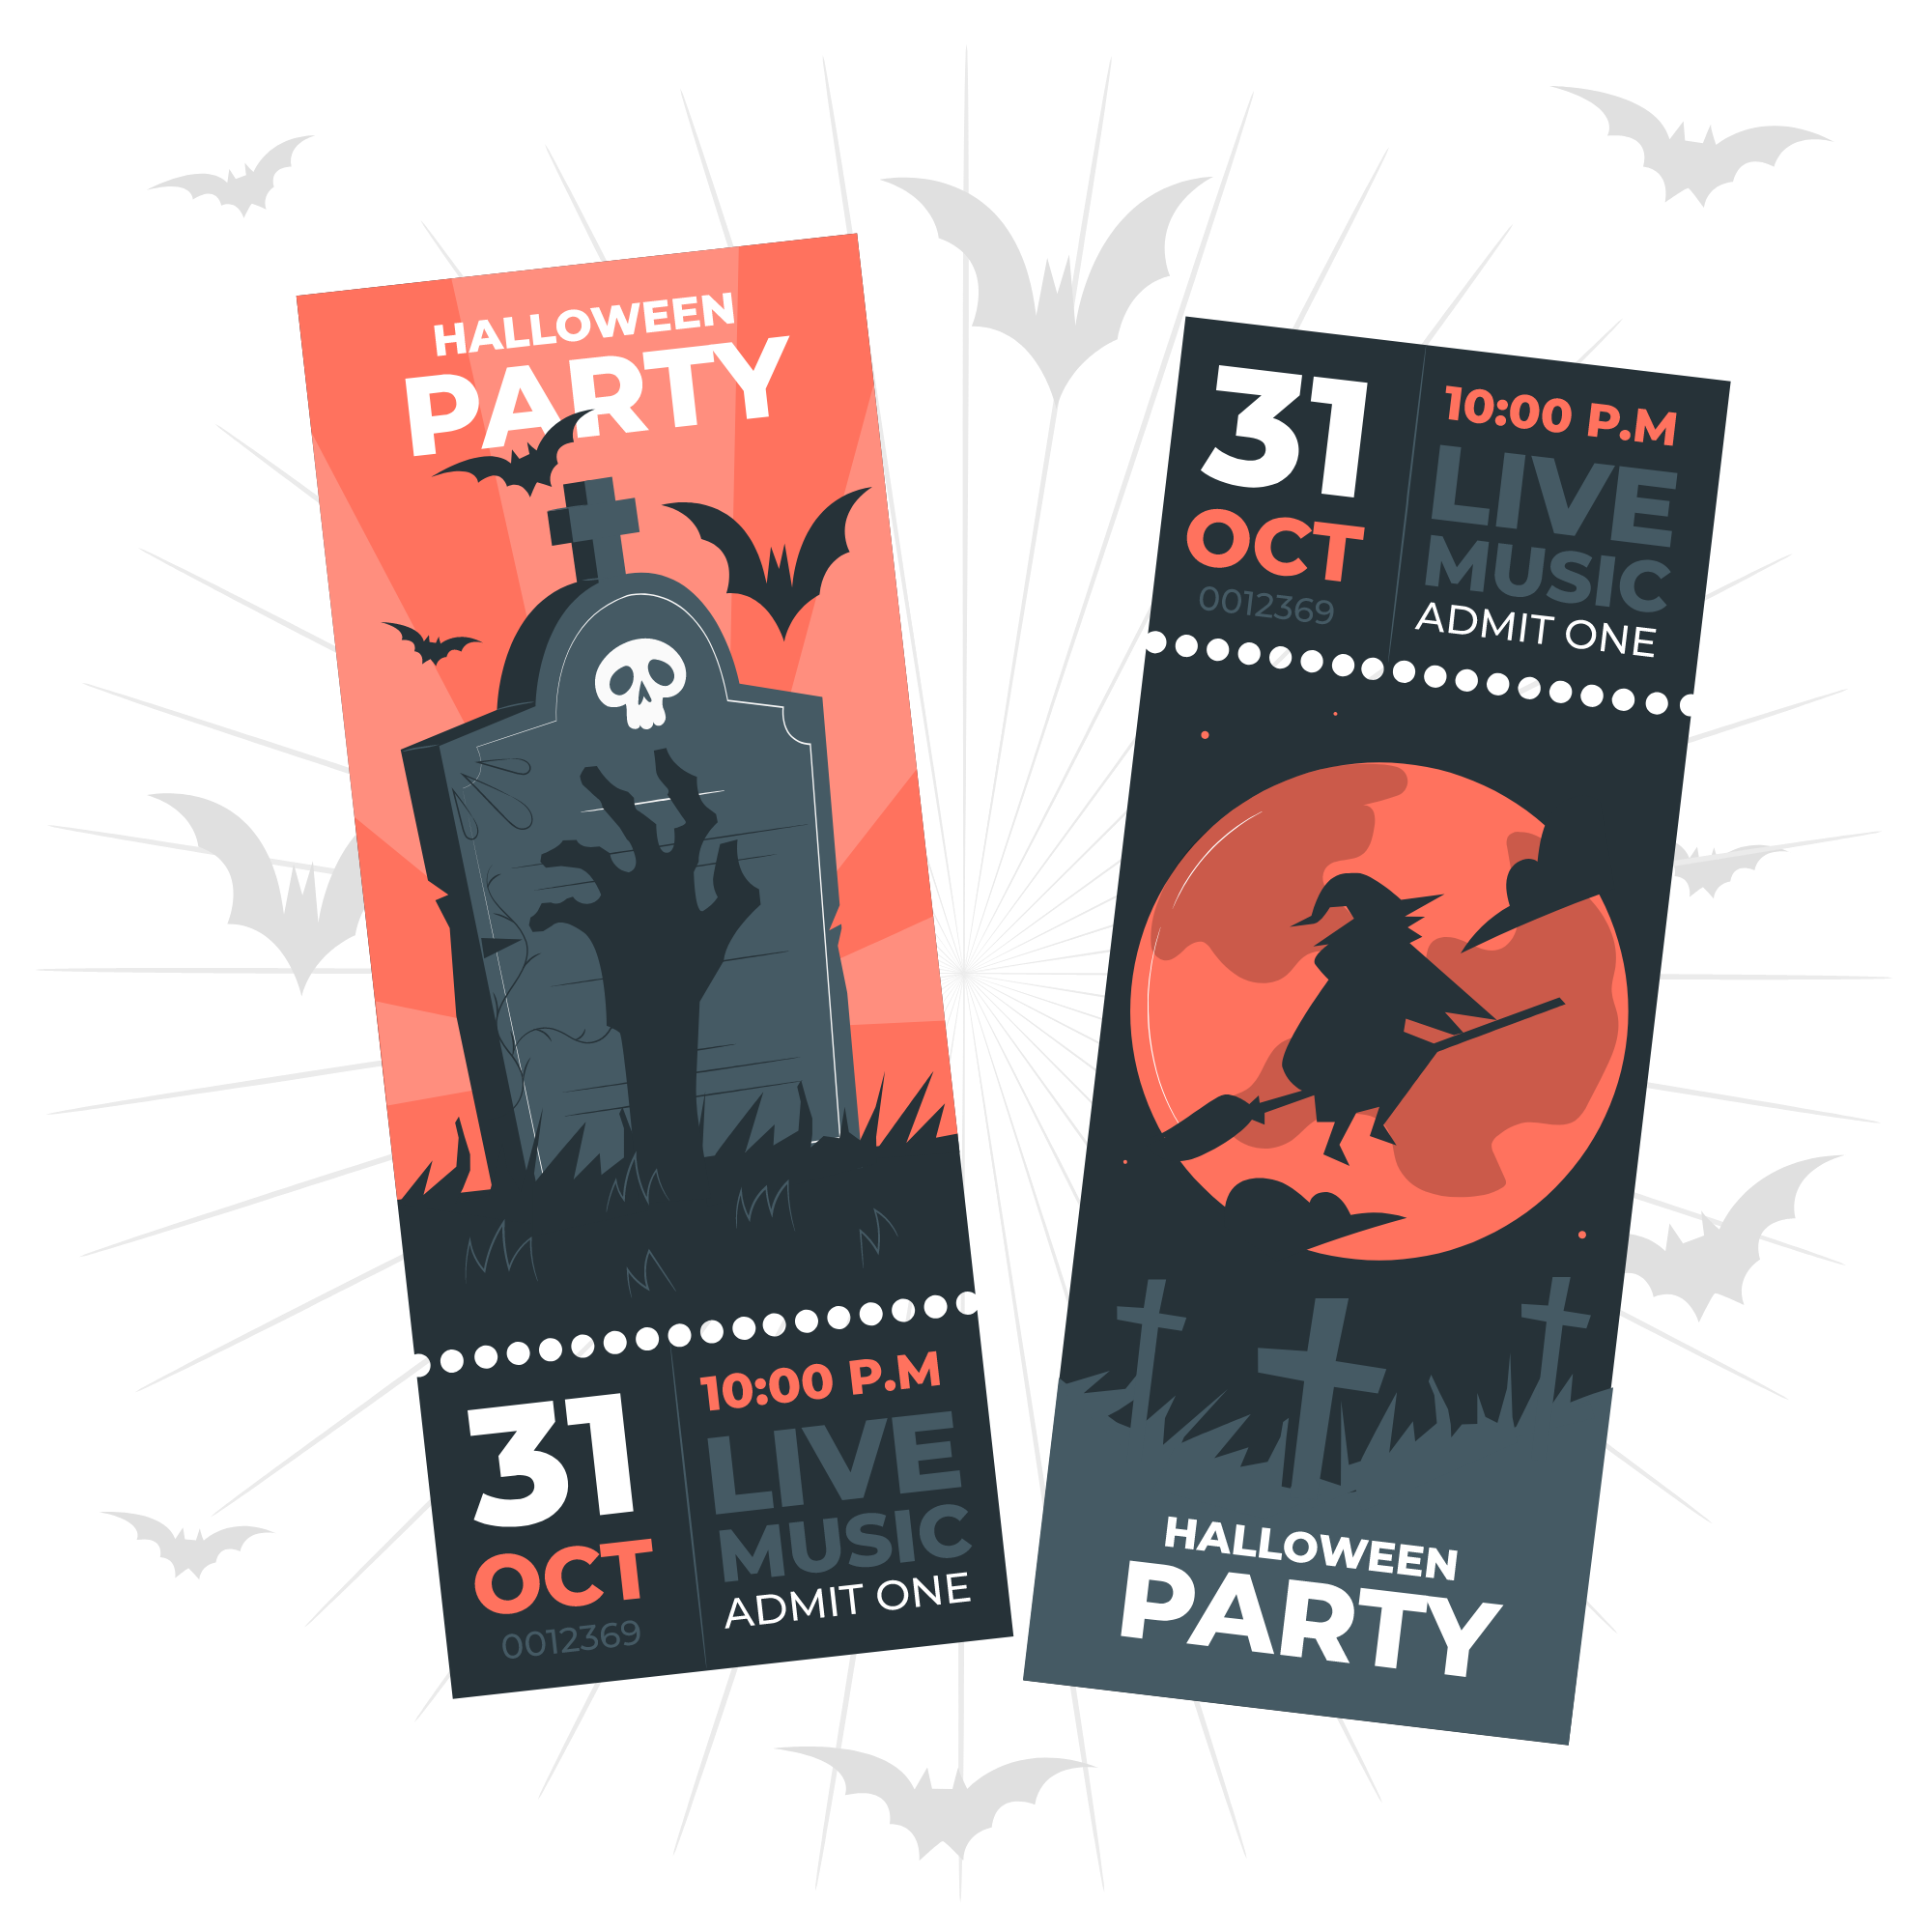 HALLOWEEN
PARTY
31
OCT
0012369
10:00 P.M
LIVE
MUSIC
ADMIT ONE
31
OCT
0012369
10:00 P.M
LIVE
MUSIC
ADMIT ONE
HALLOWEEN
PARTY